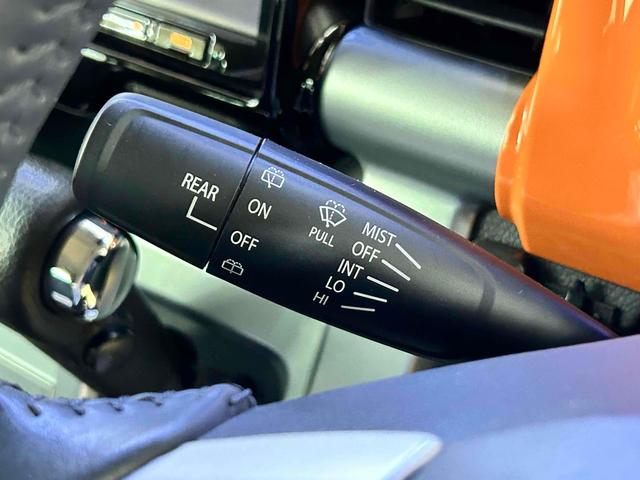 REAR
ON
OFF
PULL
MIST
OFF
INT
LO
HI